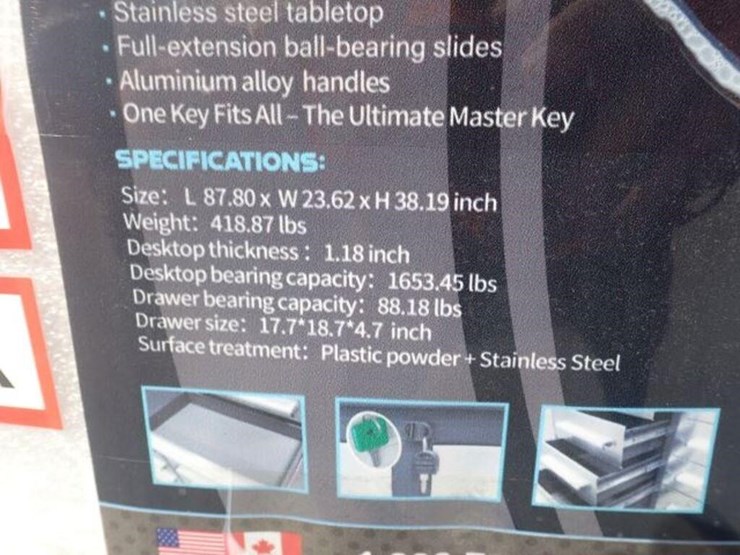 · Stainless steel tabletop
· Full-extension ball-bearing slides
· Aluminium alloy handles
· One Key Fits All – The Ultimate Master Key
SPECIFICATIONS:
Size: L 87.80 x W 23.62 x H 38.19 inch
Weight: 418.87 lbs
Desktop thickness: 1.18 inch
Desktop bearing capacity: 1653.45 lbs
Drawer bearing capacity: 88.18 lbs
Drawer size: 17.7*18.7*4.7 inch
Surface treatment: Plastic powder + Stainless Steel